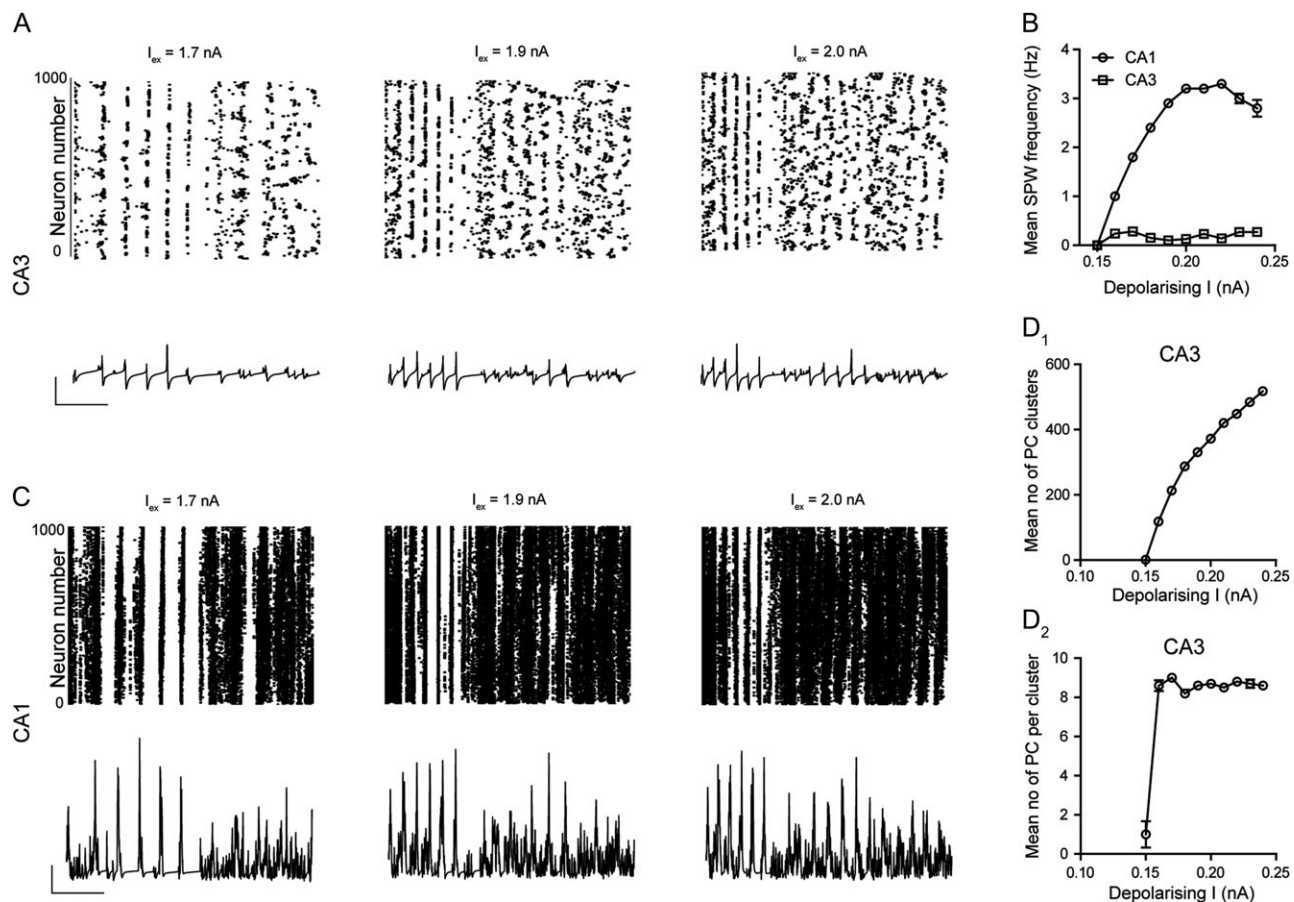 A
I_ex = 1.7 nA
I_ex = 1.9 nA
I_ex = 2.0 nA
1000
Neuron number
0
CA3
C
I_ex = 1.7 nA
I_ex = 1.9 nA
I_ex = 2.0 nA
1000
Neuron number
0
CA1
B
CA1
CA3
Mean SPW frequency (Hz)
4
3
2
1
0
0.15 0.20 0.25
Depolarising I (nA)
D1
CA3
Mean no of PC clusters
600
400
200
0
0.10 0.15 0.20 0.25
Depolarising I (nA)
D2
CA3
Mean no of PC per cluster
10
8
6
4
2
0
0.10 0.15 0.20 0.25
Depolarising I (nA)